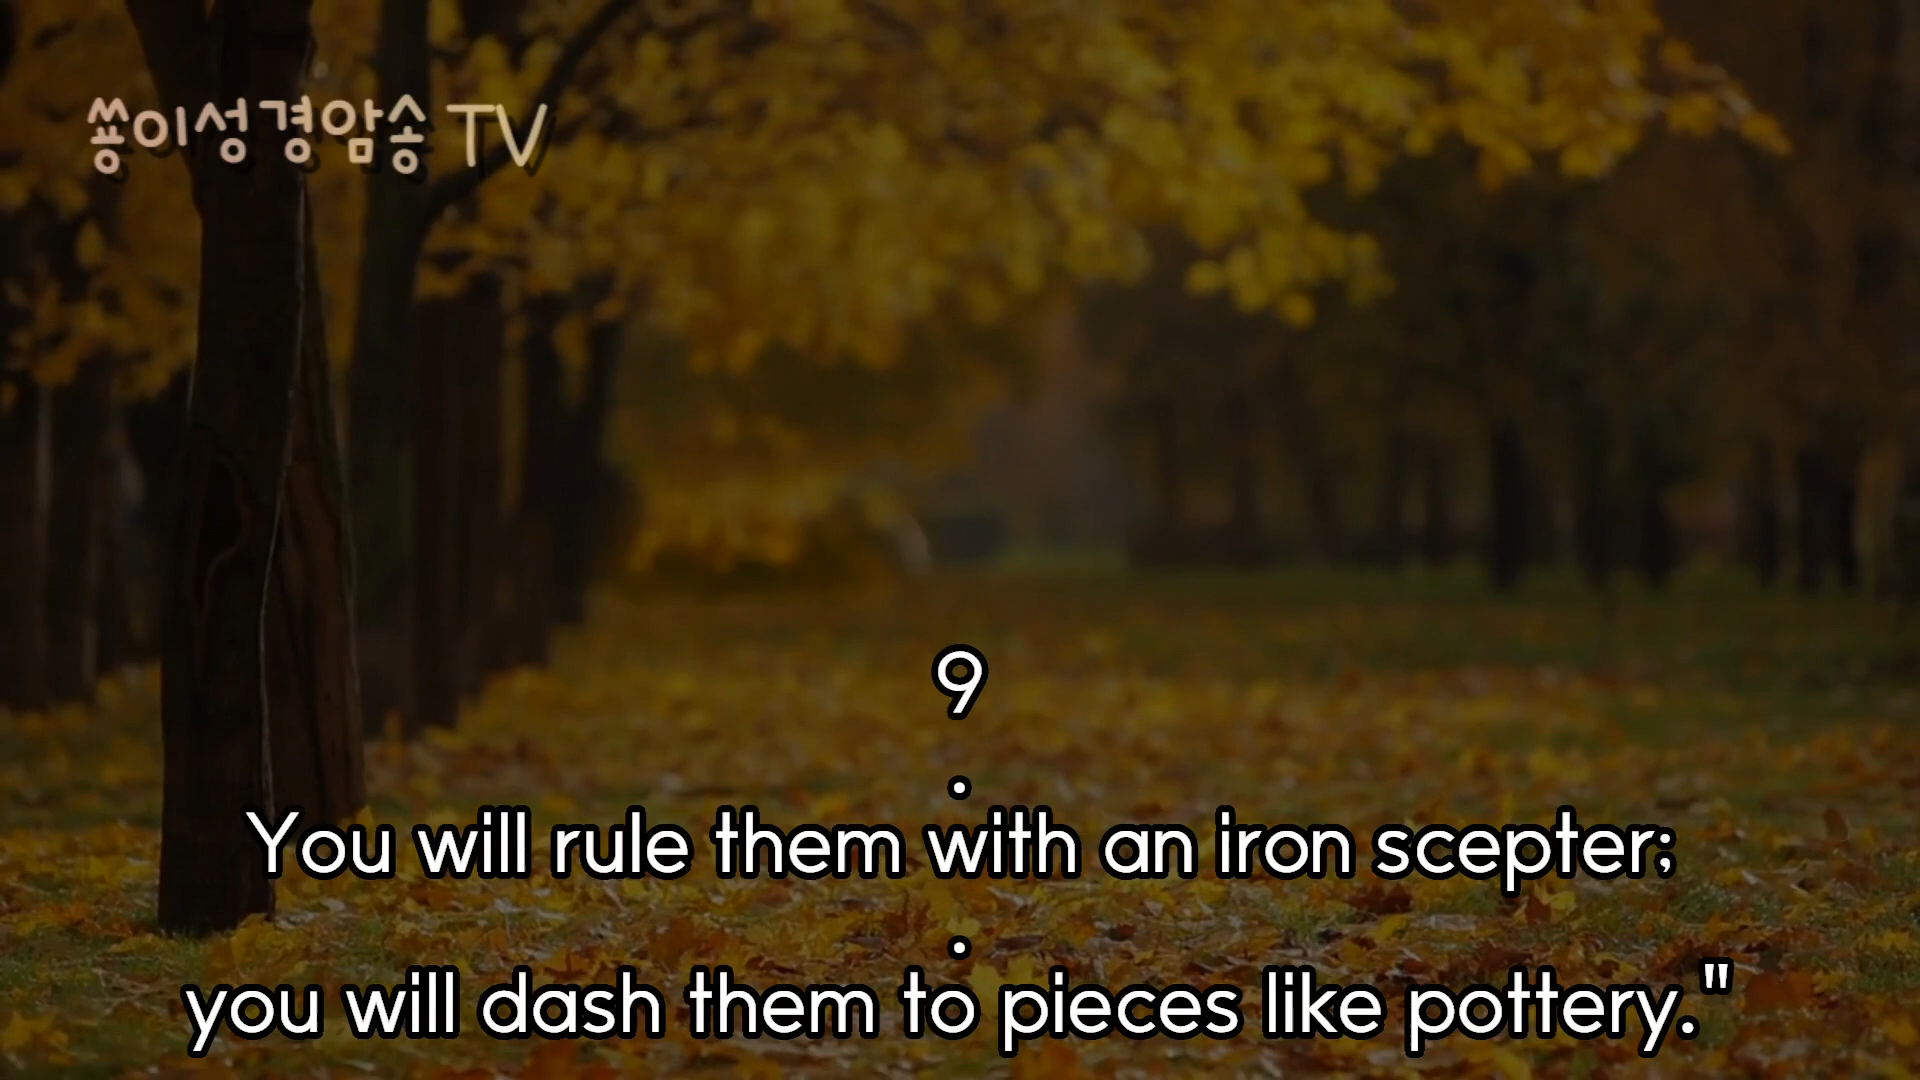 쑝이성경암송 TV
9
.
You will rule them with an iron scepter;
.
you will dash them to pieces like pottery."